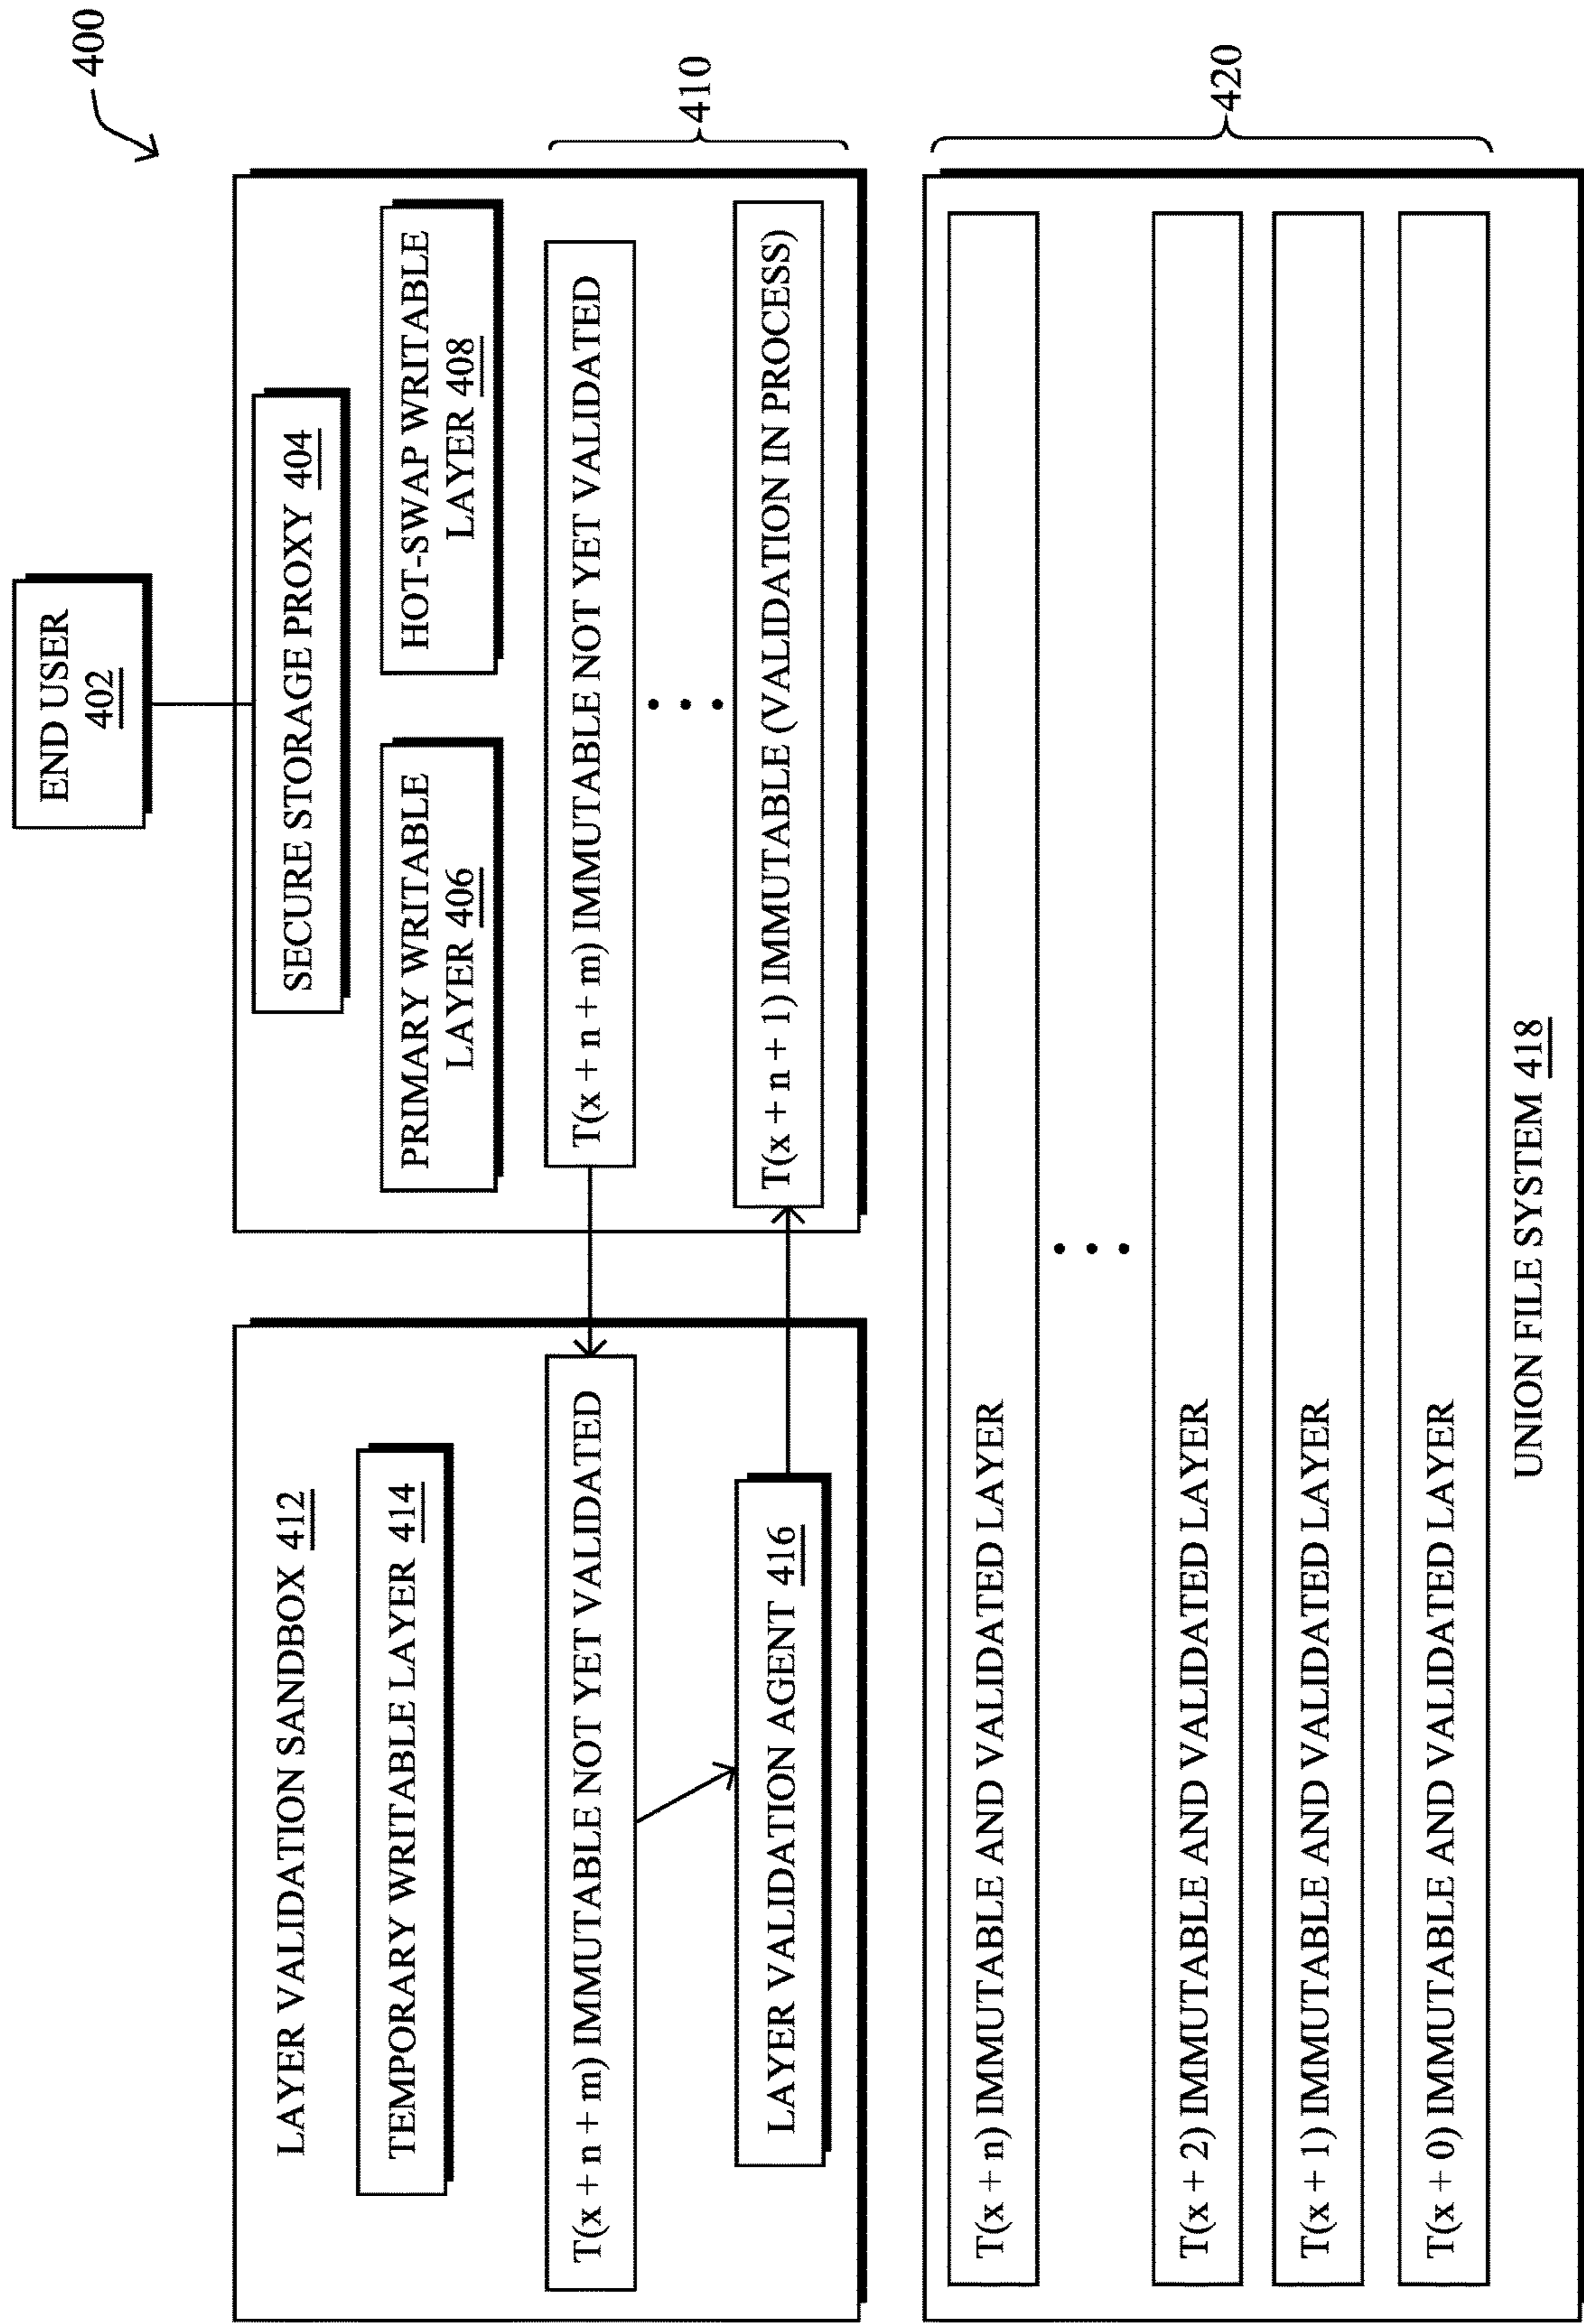 400
END USER
402
LAYER VALIDATION SANDBOX 412
TEMPORARY WRITABLE LAYER 414
T(x + n + m) IMMUTABLE NOT YET VALIDATED
LAYER VALIDATION AGENT 416
SECURE STORAGE PROXY 404
PRIMARY WRITABLE
LAYER 406
HOT-SWAP WRITABLE
LAYER 408
T(x + n + m) IMMUTABLE NOT YET VALIDATED
T(x + n + 1) IMMUTABLE (VALIDATION IN PROCESS)
410
T(x + n) IMMUTABLE AND VALIDATED LAYER
T(x + 2) IMMUTABLE AND VALIDATED LAYER
T(x + 1) IMMUTABLE AND VALIDATED LAYER
T(x + 0) IMMUTABLE AND VALIDATED LAYER
UNION FILE SYSTEM 418
420